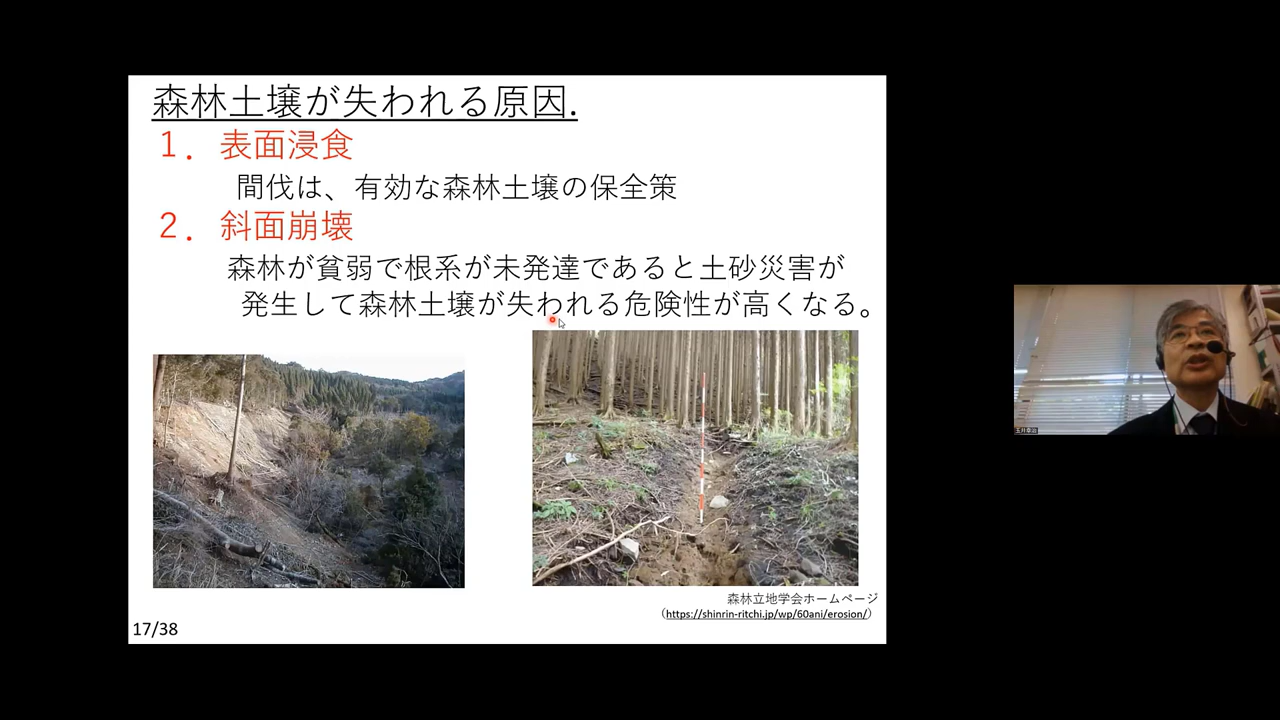 森林土壌が失われる原因.
１．表面浸食
間伐は、有効な森林土壌の保全策
２．斜面崩壊
森林が貧弱で根系が未発達であると土砂災害が
発生して森林土壌が失われる危険性が高くなる。
森林立地学会ホームページ
（https://shinrin-ritchi.jp/wp/60ani/erosion/）
17/38